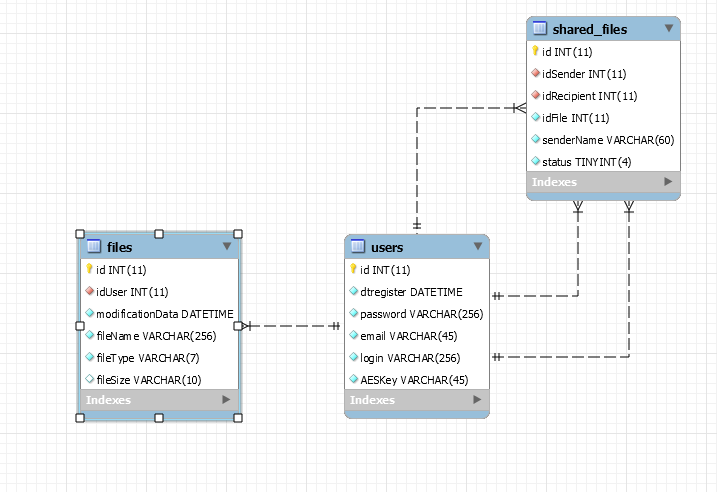 shared_files
id INT(11)
idSender INT(11)
idRecipient INT(11)
idFile INT(11)
senderName VARCHAR(60)
status TINYINT(4)
Indexes
files
id INT(11)
idUser INT(11)
modificationData DATETIME
fileName VARCHAR(256)
fileType VARCHAR(7)
fileSize VARCHAR(10)
Indexes
users
id INT(11)
dtregister DATETIME
password VARCHAR(256)
email VARCHAR(45)
login VARCHAR(256)
AESKey VARCHAR(45)
Indexes